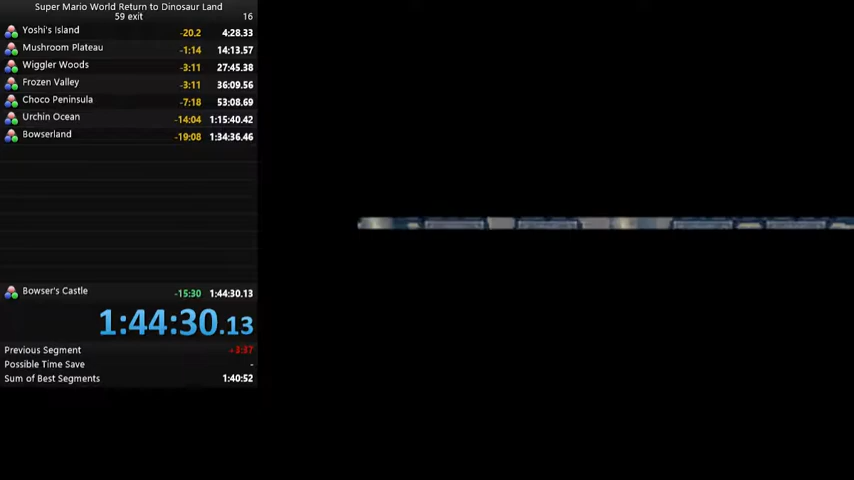 Super Mario World Return to Dinosaur Land
59 exit 16
Yoshi's Island -20.2 4:28.33
Mushroom Plateau -1:14 14:13.57
Wiggler Woods -3:11 27:45.38
Frozen Valley -3:11 36:09.56
Choco Peninsula -7:18 53:08.69
Urchin Ocean -14:04 1:15:40.42
Bowserland -19:08 1:34:36.46
Bowser's Castle -15:30 1:44:30.13
1:44:30.13
Previous Segment +3:37
Possible Time Save -
Sum of Best Segments 1:40:52